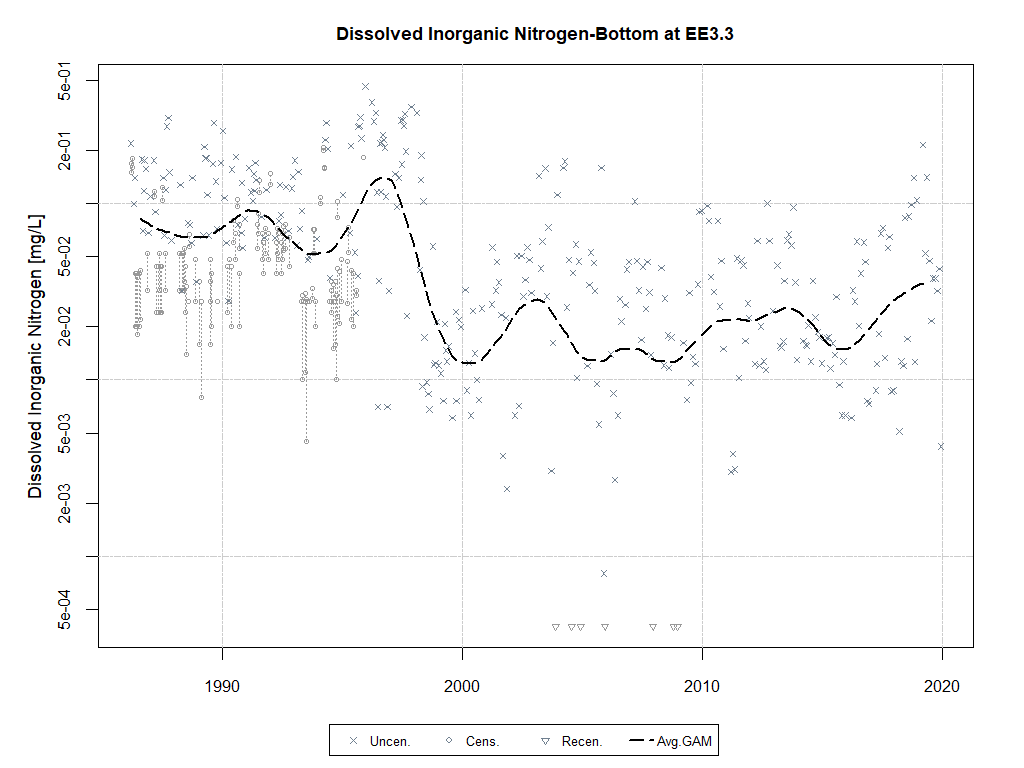 Dissolved Inorganic Nitrogen-Bottom at EE3.3
Dissolved Inorganic Nitrogen [mg/L]
5e-01
2e-01
5e-02
2e-02
5e-03
2e-03
5e-04
1990 2000 2010 2020
Uncen. Cens. Recen. Avg.GAM